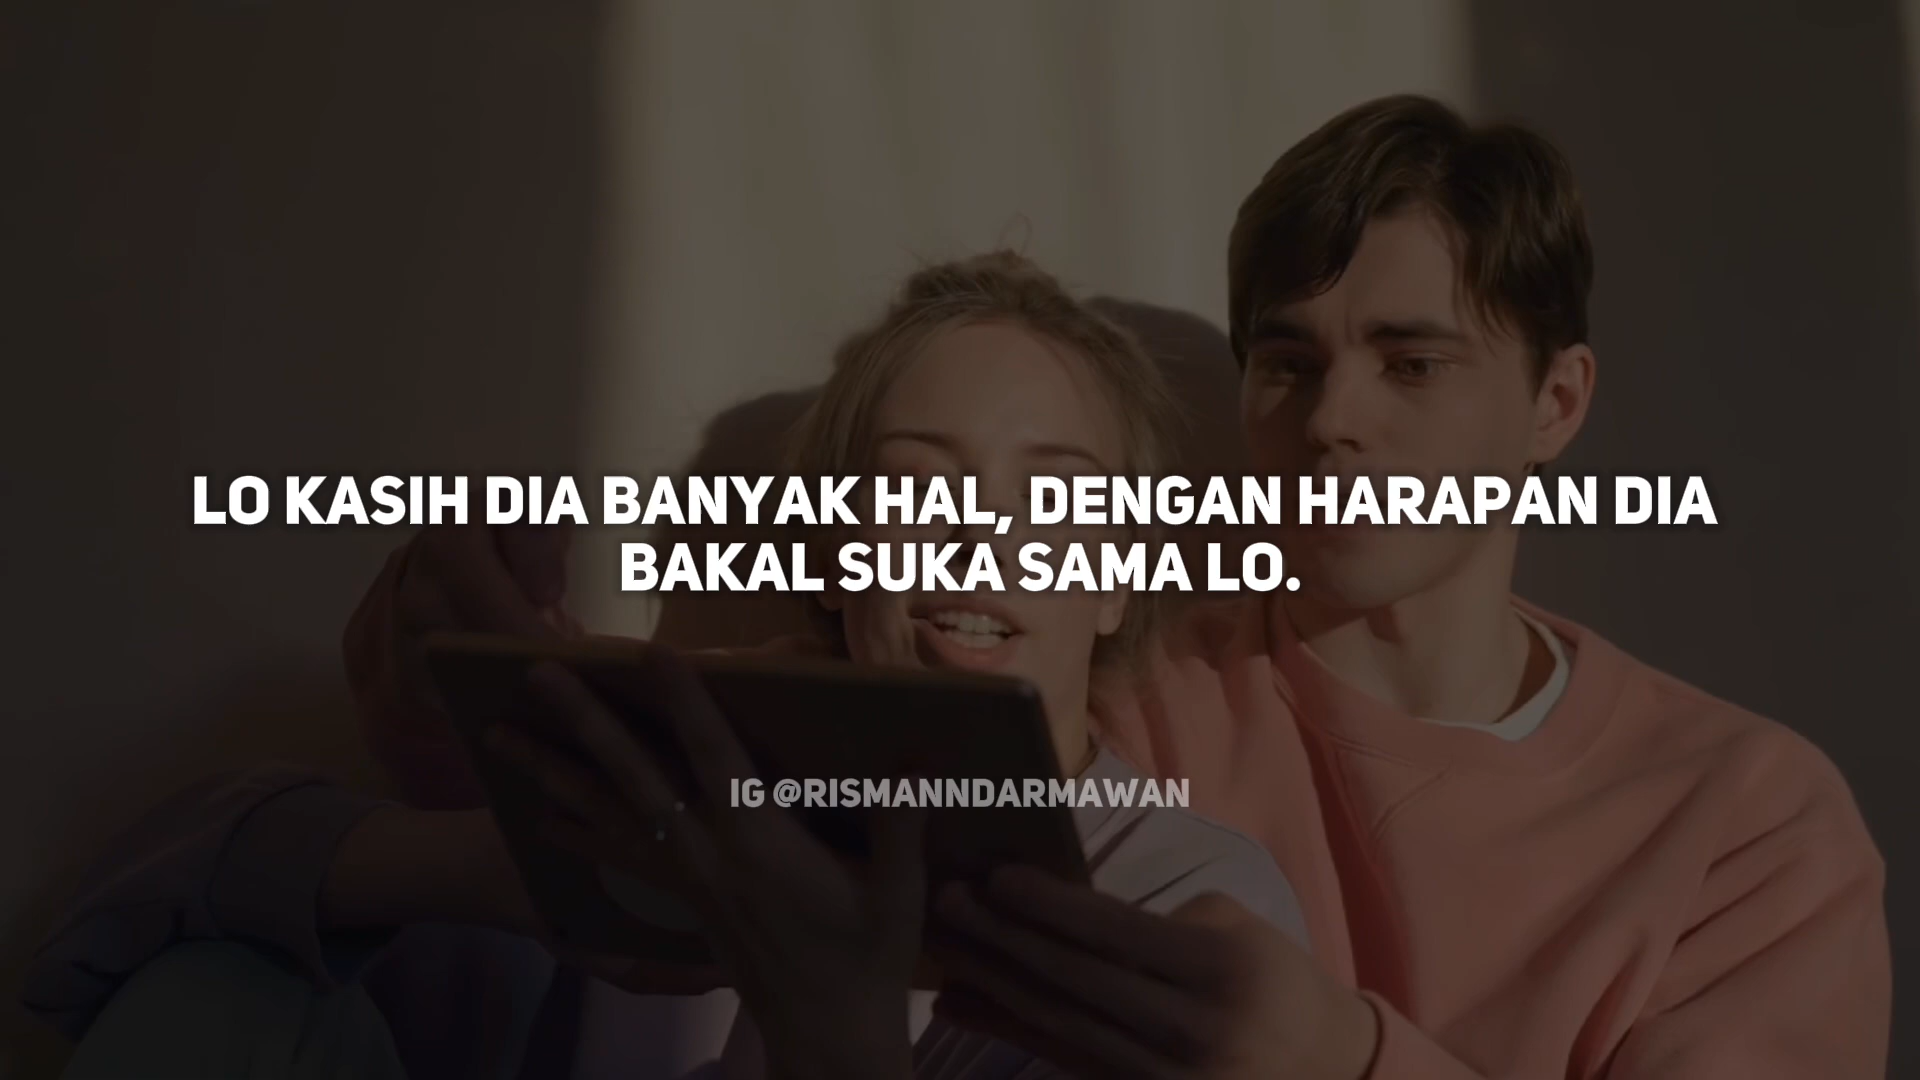 LO KASIH DIA BANYAK HAL, DENGAN HARAPAN DIA
BAKAL SUKA SAMA LO.
IG @RISMANNDARMAWAN